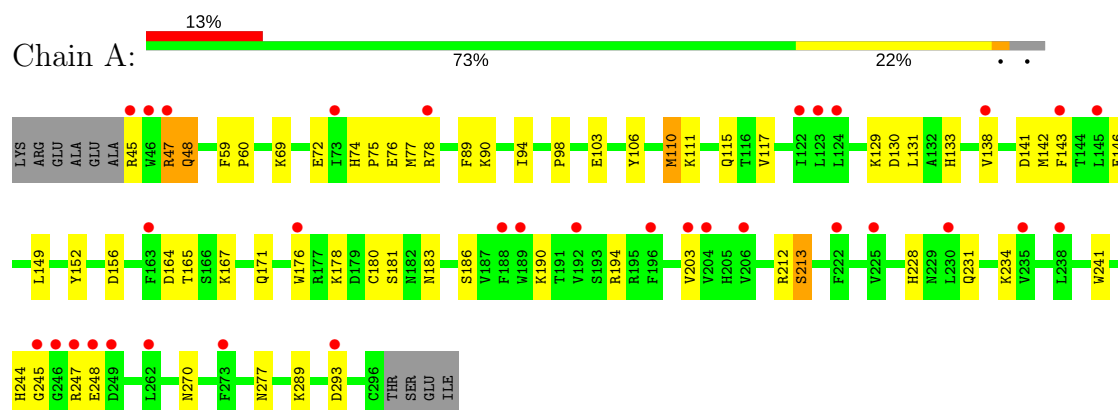 13%
Chain A:
73% 22% • •
LYS ARG GLU ALA GLU ALA R45 W46 R47 Q48 F59 P60 K69 E72 I73 H74 P75 E76 M77 R78 F89 K90 I94 P98 E103 Y106 M110 K111 Q115 T116 V117 I122 L123 L124 K129 D130 L131 A132 H133 V138 D141 M142 F143 T144 L145 E146
L149 Y152 D156 F163 D164 T165 S166 K167 Q171 W176 R177 K178 D179 C180 S181 N182 N183 S186 V187 F188 W189 K190 T191 V192 S193 R194 R195 F196 V203 V204 H205 V206 R212 S213 F222 V225 H228 N229 L230 Q231 K234 V235 L238 W241
H244 G245 G246 R247 E248 D249 L262 N270 F273 N277 K289 D293 C296 THR SER GLU ILE